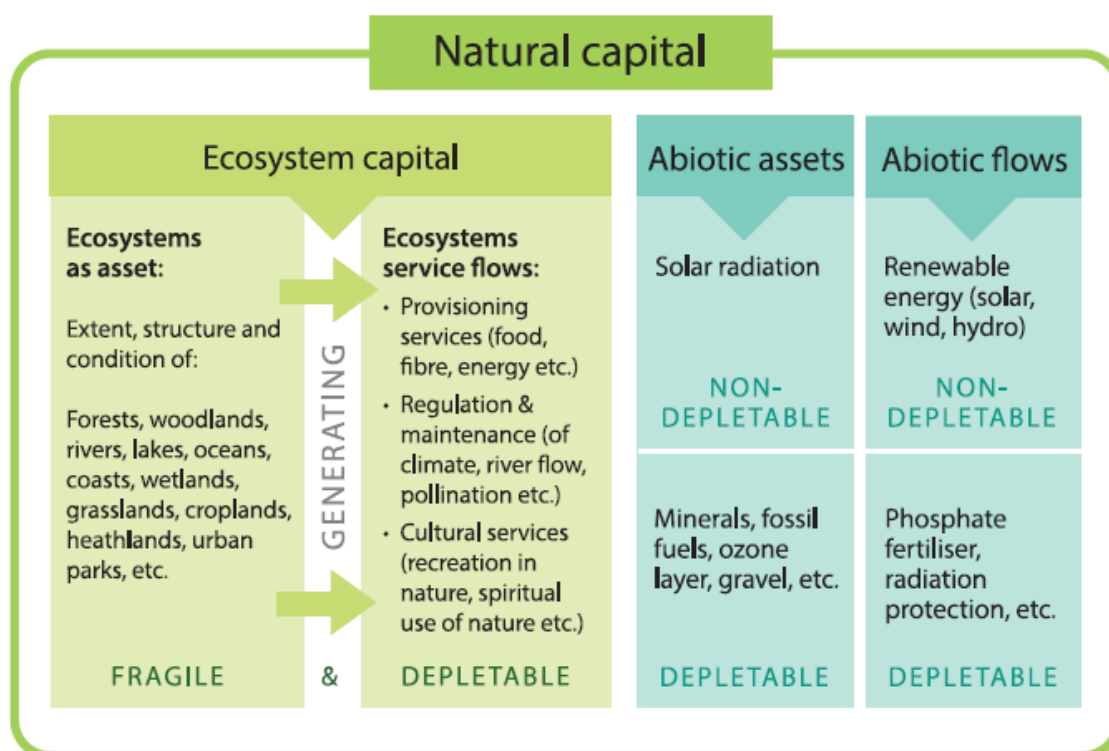 Natural capital
Ecosystem capital
Ecosystems
as asset:
Extent, structure and
condition of:
Forests, woodlands,
rivers, lakes, oceans,
coasts, wetlands,
grasslands, croplands,
heathlands, urban
parks, etc.
FRAGILE
GENERATING
&
Ecosystems
service flows:
• Provisioning
services (food,
fibre, energy etc.)
• Regulation &
maintenance (of
climate, river flow,
pollination etc.)
• Cultural services
(recreation in
nature, spiritual
use of nature etc.)
DEPLETABLE
Abiotic assets
Solar radiation
NON-
DEPLETABLE
Minerals, fossil
fuels, ozone
layer, gravel, etc.
DEPLETABLE
Abiotic flows
Renewable
energy (solar,
wind, hydro)
NON-
DEPLETABLE
Phosphate
fertiliser,
radiation
protection, etc.
DEPLETABLE